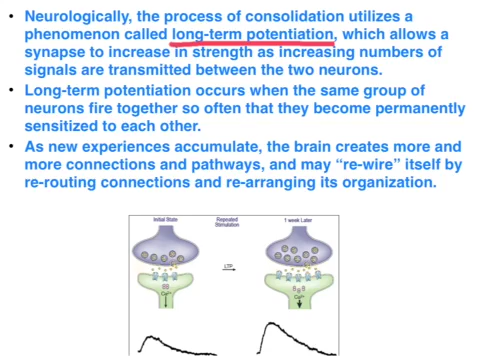 • Neurologically, the process of consolidation utilizes a
phenomenon called long-term potentiation, which allows a
synapse to increase in strength as increasing numbers of
signals are transmitted between the two neurons.
• Long-term potentiation occurs when the same group of
neurons fire together so often that they become permanently
sensitized to each other.
• As new experiences accumulate, the brain creates more and
more connections and pathways, and may “re-wire” itself by
re-routing connections and re-arranging its organization.
Initial State Repeated Stimulation 1 week Later
LTP
Ca²⁺ Ca²⁺